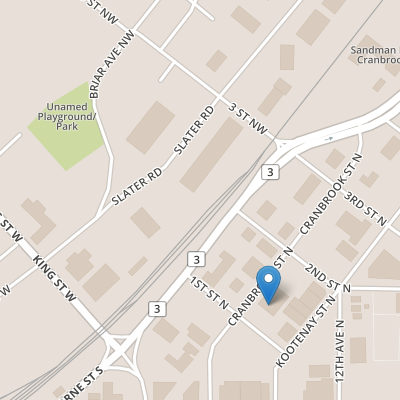 ST NW
BRIAR AVE NW
Sandman
Cranbroo
Unamed
Playground/
Park
SLATER RD
3 ST NW
SLATER RD
3
CRANBROOK ST N
3RD ST N
ST W
KING ST W
3
2ND ST N
1ST ST N
CRANBROOK ST N
KOOTENAY ST N
3
12TH AVE N
W
RNE ST S